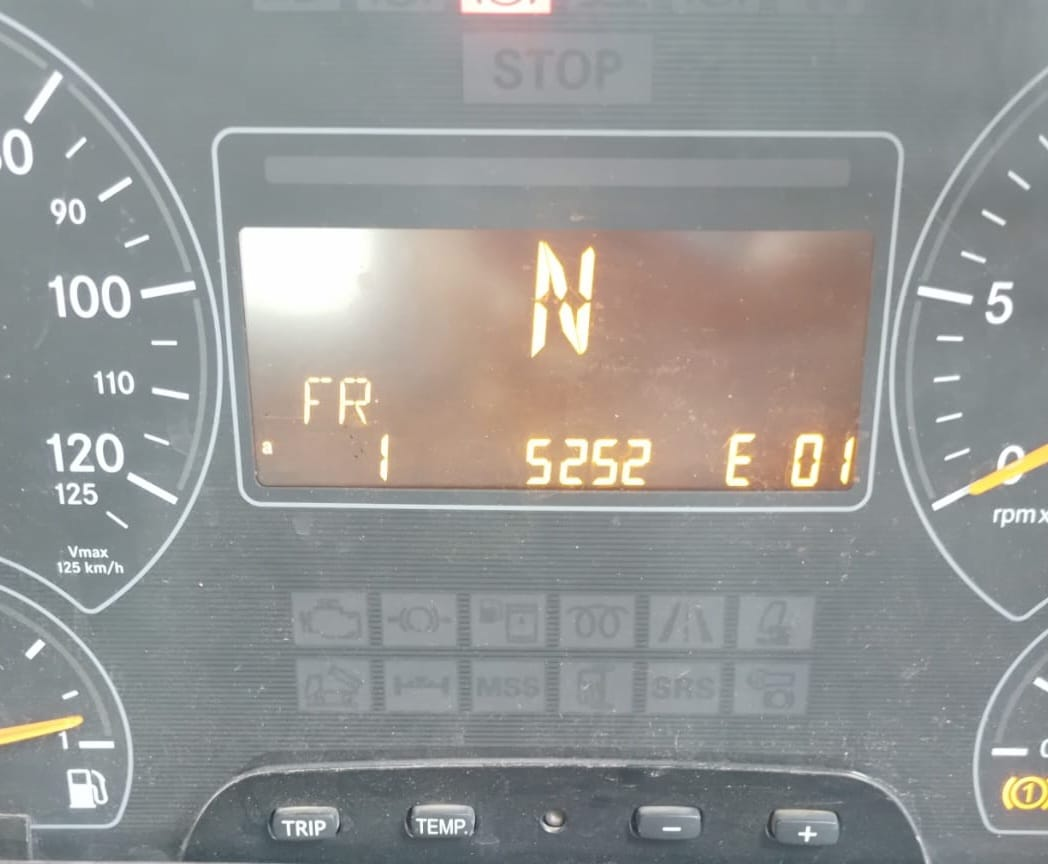 STOP
90
100
110
120
125
Vmax
125 km/h
N
FR
a 1 5252 E 01
5
0
rpm x
MSS SRS
1
1
TRIP TEMP. - +